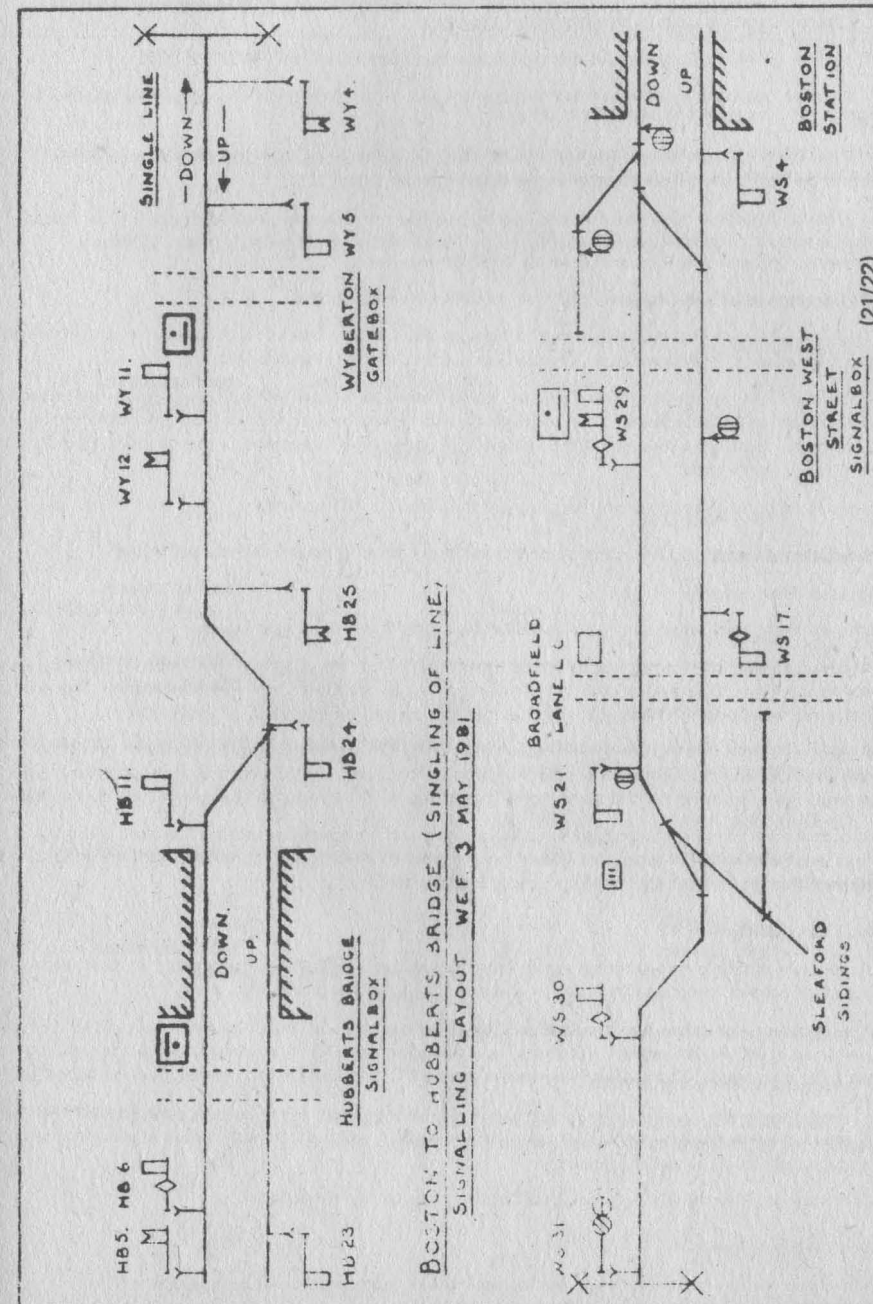 SINGLE LINE
—DOWN→
←UP—
HB5.
HB6
HB11.
WY12.
WY11.
DOWN
UP
HB24
HB25
WY5
WY4
HUBBERTS BRIDGE
SIGNALBOX
WYBERTON
GATEBOX
BOSTON TO HUBBERTS BRIDGE (SINGLING OF LINE)
SIGNALLING LAYOUT WEF 3 MAY 1981
WS30
WS21
BROADFIELD
LANE
M
WS29
DOWN
UP
SLEAFORD
SIDINGS
WS17.
WS4
BOSTON WEST
STREET
SIGNALBOX
BOSTON
STATION
(21/22)